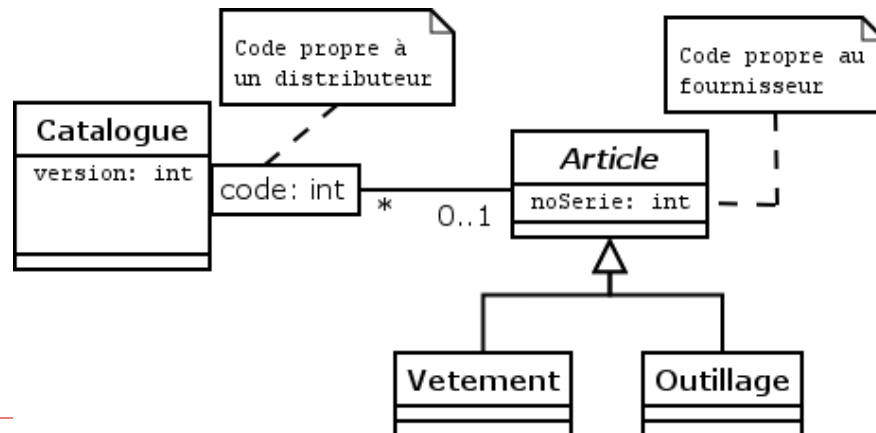 Code propre à
un distributeur
Code propre au
fournisseur
Catalogue
version: int
code: int
*
0..1
Article
noSerie: int
Vetement
Outillage